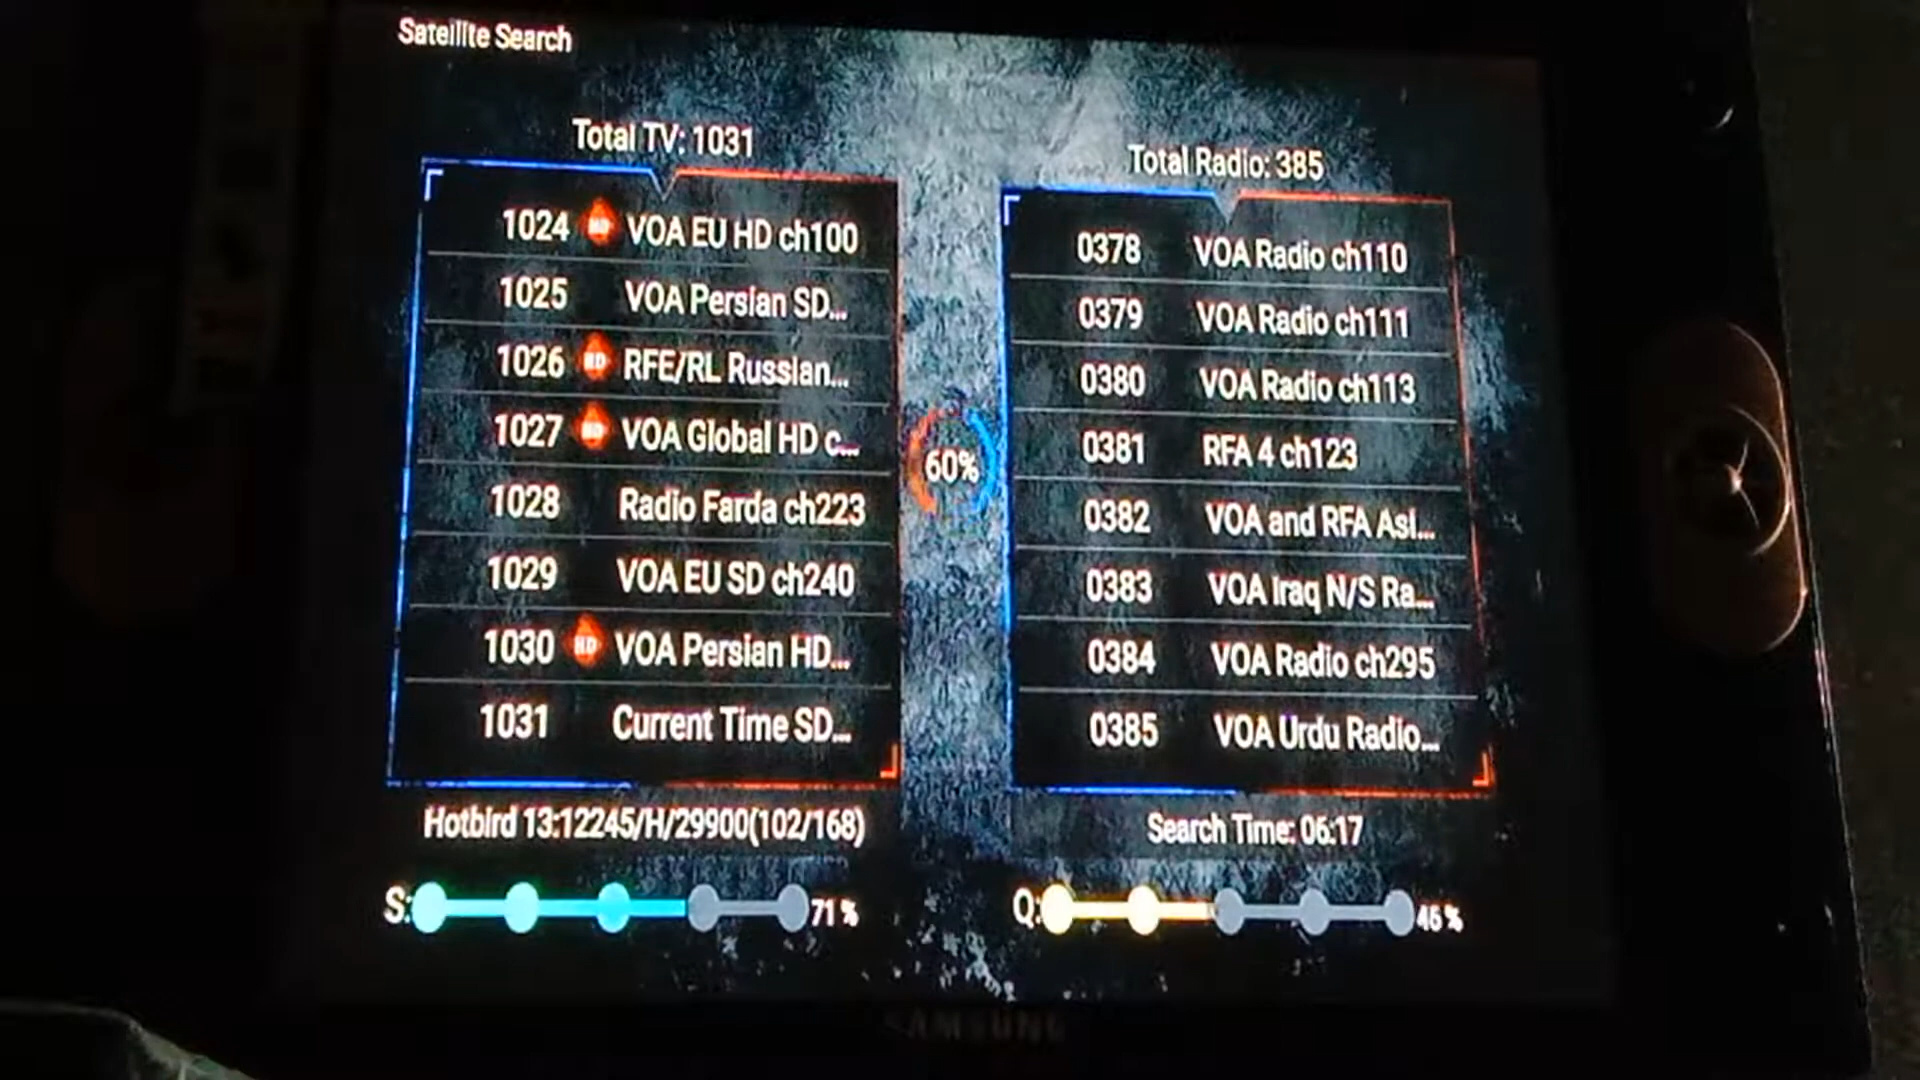 Satellite Search
Total TV: 1031
1024 HD VOA EU HD ch100
1025 VOA Persian SD...
1026 HD RFE/RL Russian...
1027 HD VOA Global HD c...
1028 Radio Farda ch223
1029 VOA EU SD ch240
1030 HD VOA Persian HD...
1031 Current Time SD...
Hotbird 13:12245/H/29900(102/168)
S: 71 %
60%
Total Radio: 385
0378 VOA Radio ch110
0379 VOA Radio ch111
0380 VOA Radio ch113
0381 RFA 4 ch123
0382 VOA and RFA Asi...
0383 VOA Iraq N/S Ra...
0384 VOA Radio ch295
0385 VOA Urdu Radio...
Search Time: 06:17
Q: 46 %
SAMSUNG